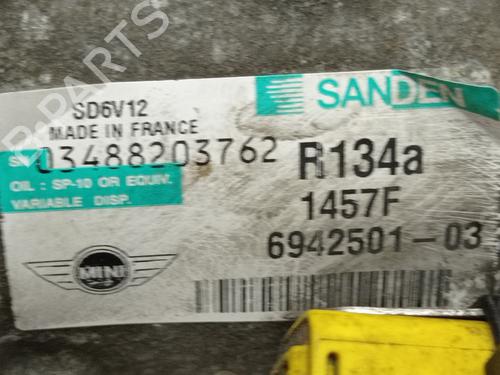 SANDEN
SD6V12
MADE IN FRANCE
S/N 03488203762
R134a
OIL : SP-10 OR EQUIV.
VARIABLE DISP.
1457F
6942501-03
MINI